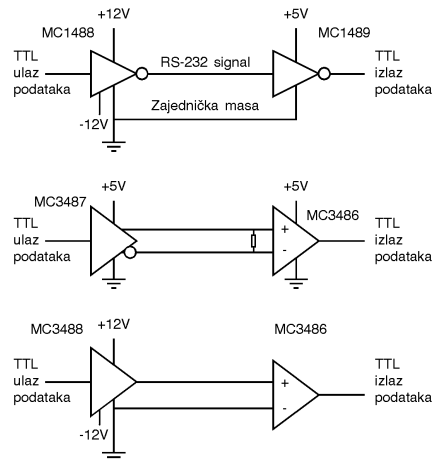 +12V
+5V
MC1488
MC1489
TTL
ulaz
podataka
RS-232 signal
TTL
izlaz
podataka
-12V
Zajednička masa
MC3487
+5V
+5V
MC3486
TTL
ulaz
podataka
+
-
TTL
izlaz
podataka
MC3488
+12V
MC3486
TTL
ulaz
podataka
+
-
TTL
izlaz
podataka
-12V